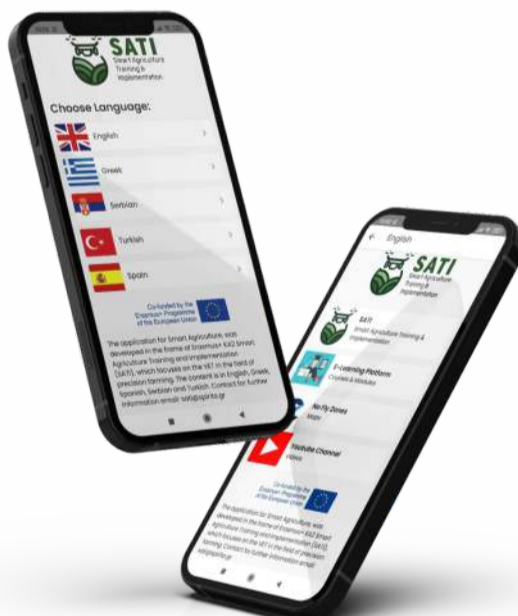 SATI
Smart Agriculture
Training &
Implementation
Choose Language:
English
Greek
Serbian
Turkish
Spain
Co-funded by the
Erasmus+ Programme
of the European Union
The application for Smart Agriculture, was
developed in the frame of Erasmus+ KA2 Smart
Agriculture Training and Implementation
(SATI), which focuses on the VET in the field of
precision farming. The content is in English, Greek,
Spanish, Serbian and Turkish. Contact for further
information email:
English
SATI
Smart Agriculture
Training &
Implementation
SATI
Smart Agriculture Training &
Implementation
E-Learning Platform
Courses & Modules
No Fly Zones
Maps
Youtube Channel
Videos
Co-funded by the
Erasmus+ Programme
of the European Union
The application for Smart Agriculture, was
developed in the frame of Erasmus+ KA2 Smart
Agriculture Training and Implementation (SATI),
which focuses on the VET in the field of precision
farming. Contact for further information email: